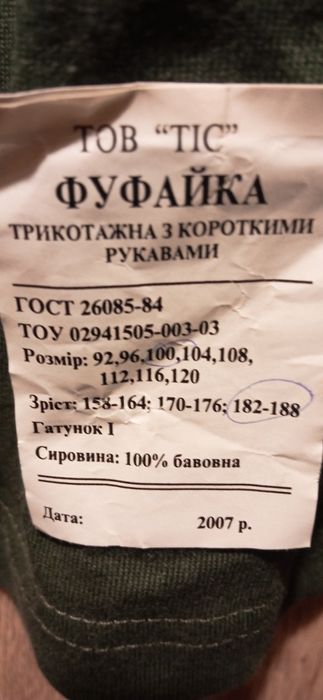 ТОВ "ТІС"
ФУФАЙКА
ТРИКОТАЖНА З КОРОТКИМИ
РУКАВАМИ
ГОСТ 26085-84
ТОУ 02941505-003-03
Розмір: 92,96,100,104,108,
112,116,120
Зріст: 158-164; 170-176; 182-188
Гатунок І
Сировина: 100% бавовна
Дата: 2007 р.